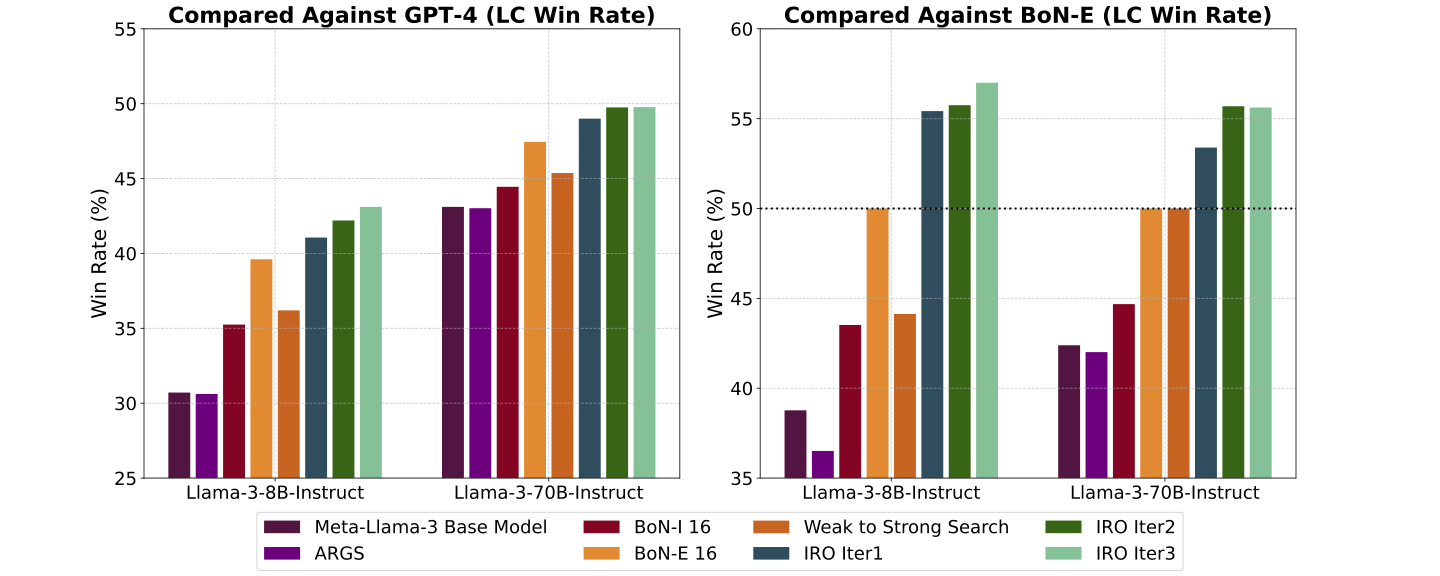 Compared Against GPT-4 (LC Win Rate)
55
50
45
40
35
30
25
Win Rate (%)
Llama-3-8B-Instruct
Llama-3-70B-Instruct
Compared Against BoN-E (LC Win Rate)
60
55
50
45
40
35
Win Rate (%)
Llama-3-8B-Instruct
Llama-3-70B-Instruct
Meta-Llama-3 Base Model
ARGS
BoN-I 16
BoN-E 16
Weak to Strong Search
IRO Iter1
IRO Iter2
IRO Iter3